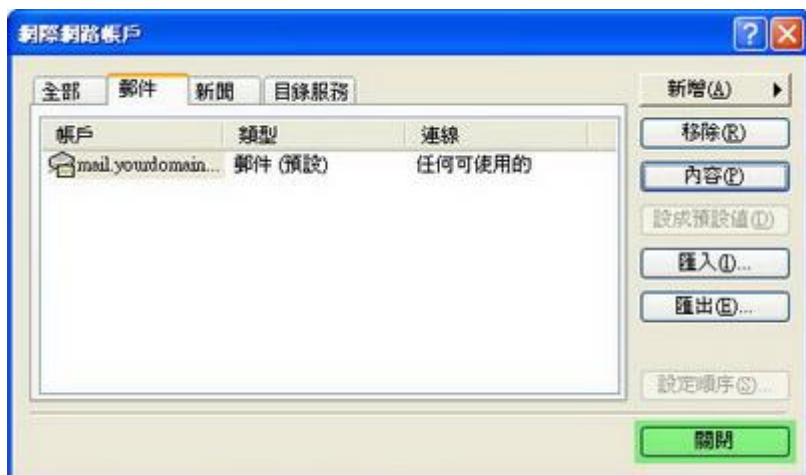 網際網路帳戶
全部 郵件 新聞 目錄服務
帳戶 類型 連線
mail.yourdomain... 郵件 (預設) 任何可使用的
新增(A)
移除(R)
內容(P)
設成預設值(D)
匯入(I)...
匯出(E)...
設定順序(S)...
關閉